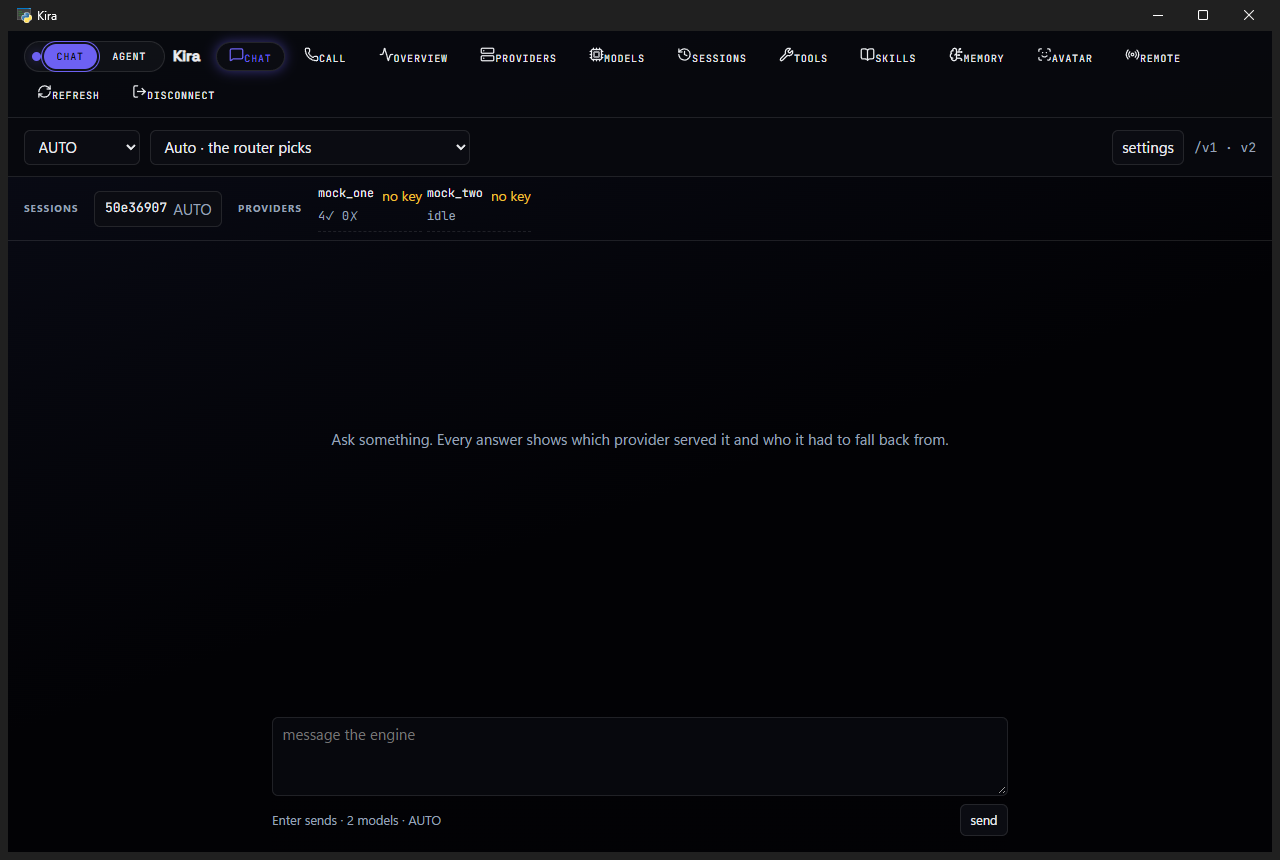 Kira
CHAT AGENT Kira CHAT CALL OVERVIEW PROVIDERS MODELS SESSIONS TOOLS SKILLS MEMORY AVATAR REMOTE
REFRESH DISCONNECT
AUTO Auto · the router picks settings /v1 · v2
SESSIONS 50e36907 AUTO PROVIDERS mock_one no key mock_two no key
4✓ 0X idle
Ask something. Every answer shows which provider served it and who it had to fall back from.
message the engine
Enter sends · 2 models · AUTO send